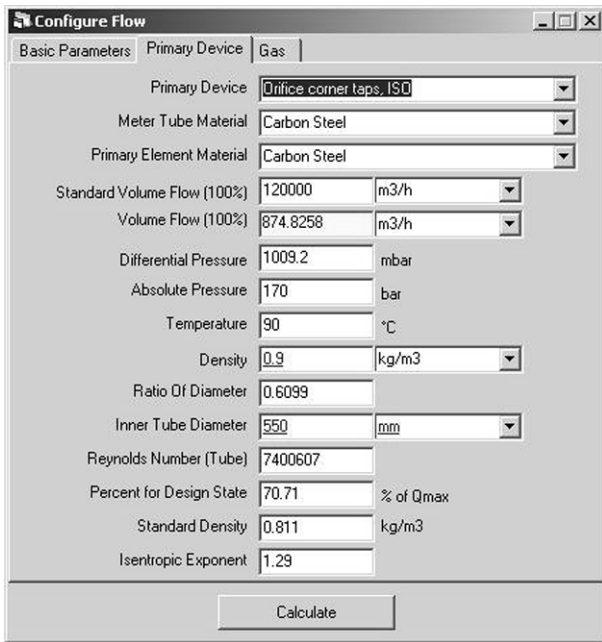 Configure Flow
Basic Parameters Primary Device Gas
Primary Device Orifice corner taps, ISO
Meter Tube Material Carbon Steel
Primary Element Material Carbon Steel
Standard Volume Flow (100%) 120000 m3/h
Volume Flow (100%) 874.8258 m3/h
Differential Pressure 1009.2 mbar
Absolute Pressure 170 bar
Temperature 90 °C
Density 0.9 kg/m3
Ratio Of Diameter 0.6099
Inner Tube Diameter 550 mm
Reynolds Number (Tube) 7400607
Percent for Design State 70.71 % of Qmax
Standard Density 0.811 kg/m3
Isentropic Exponent 1.29
Calculate